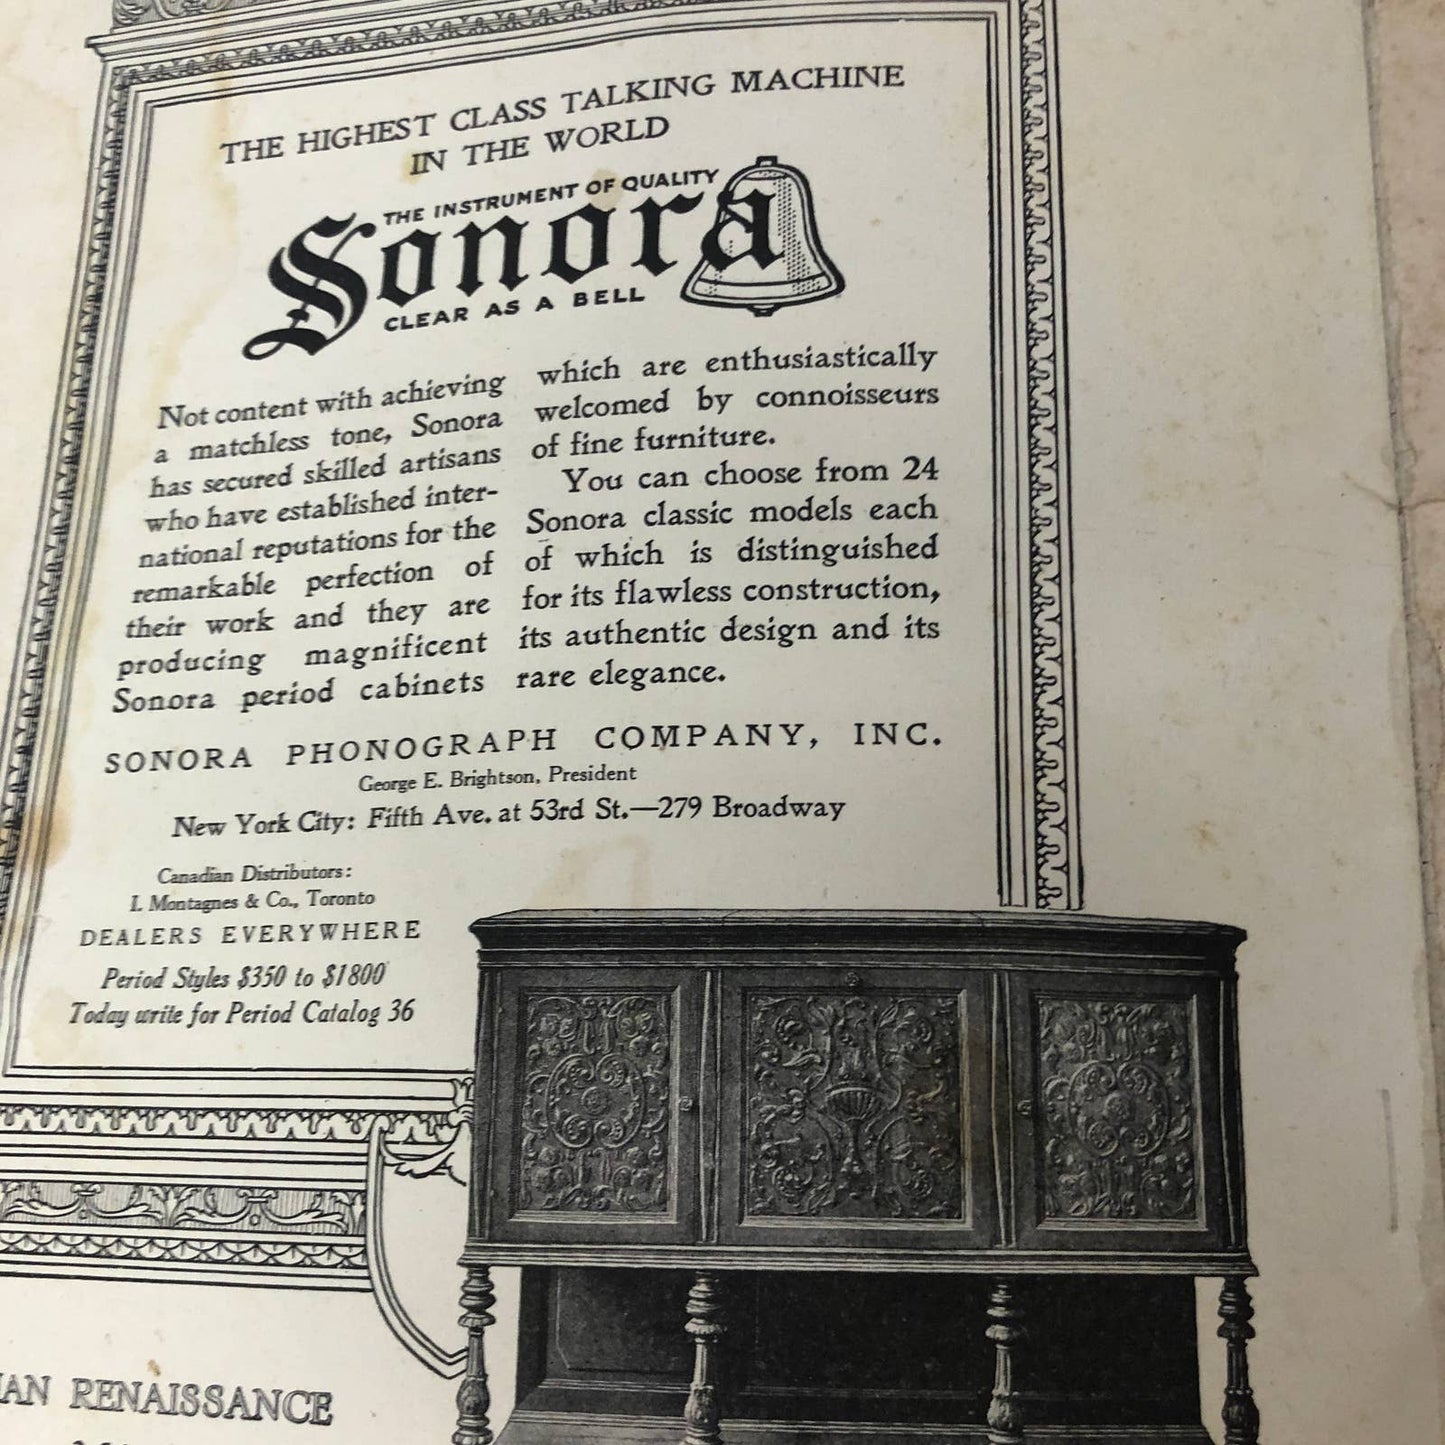 THE HIGHEST CLASS TALKING MACHINE
IN THE WORLD
THE INSTRUMENT OF QUALITY
Sonora
CLEAR AS A BELL
Not content with achieving
a matchless tone, Sonora
has secured skilled artisans
who have established inter-
national reputations for the
remarkable perfection of
their work and they are
producing magnificent
Sonora period cabinets
which are enthusiastically
welcomed by connoisseurs
of fine furniture.
You can choose from 24
Sonora classic models each
of which is distinguished
for its flawless construction,
its authentic design and its
rare elegance.
SONORA PHONOGRAPH COMPANY, INC.
George E. Brightson, President
New York City: Fifth Ave. at 53rd St.—279 Broadway
Canadian Distributors:
I. Montagnes & Co., Toronto
DEALERS EVERYWHERE
Period Styles $350 to $1800
Today write for Period Catalog 36
RENAISSANCE